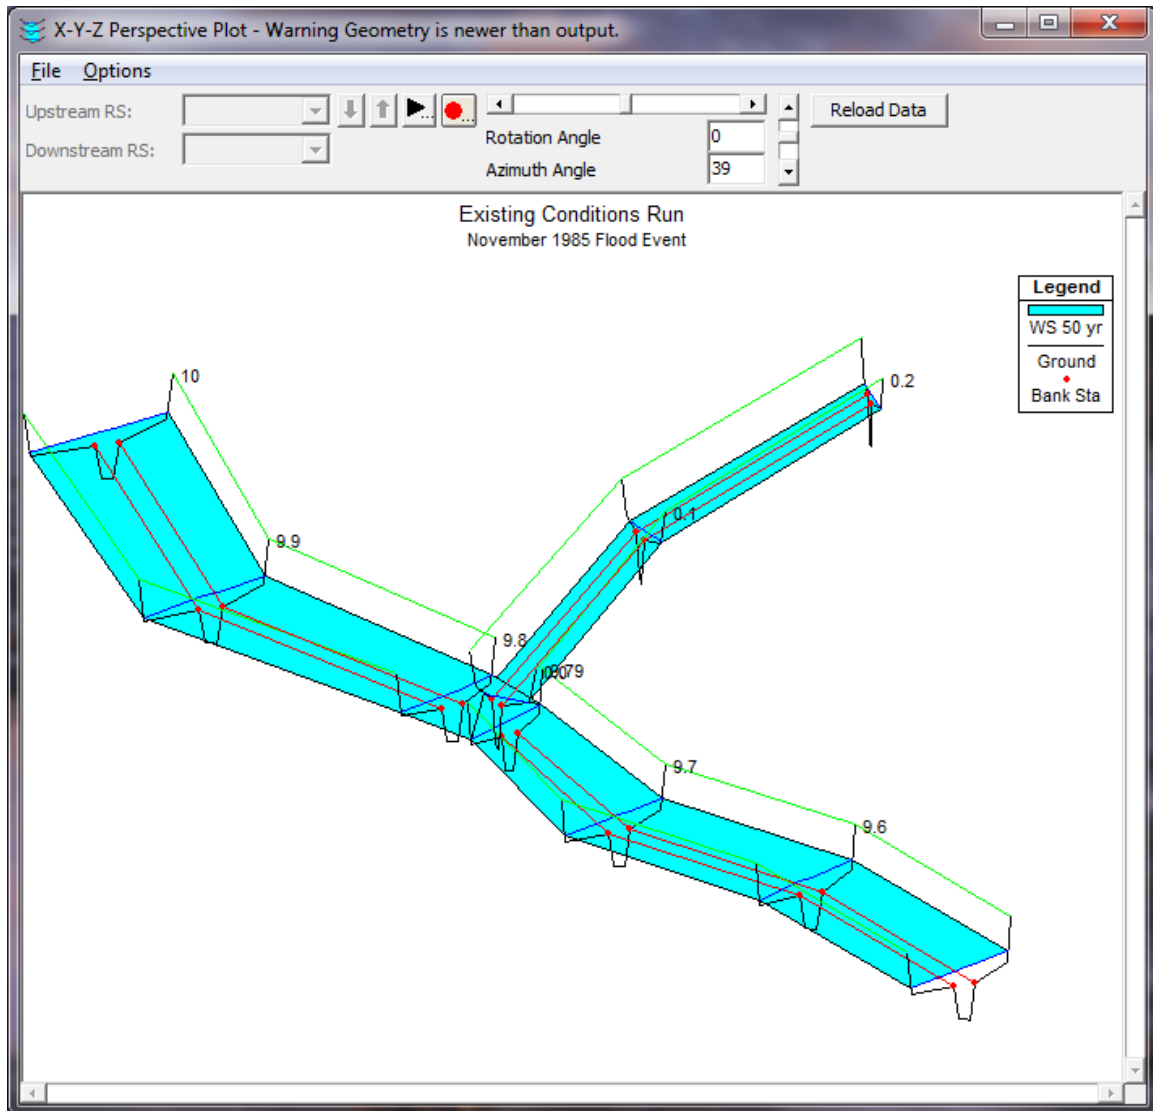 X-Y-Z Perspective Plot - Warning Geometry is newer than output.
File Options
Upstream RS:
Downstream RS:
Reload Data
Rotation Angle 0
Azimuth Angle 39
Existing Conditions Run
November 1985 Flood Event
Legend
WS 50 yr
Ground
Bank Sta
10
0.2
0.1
9.9
9.8
9.7
9.6